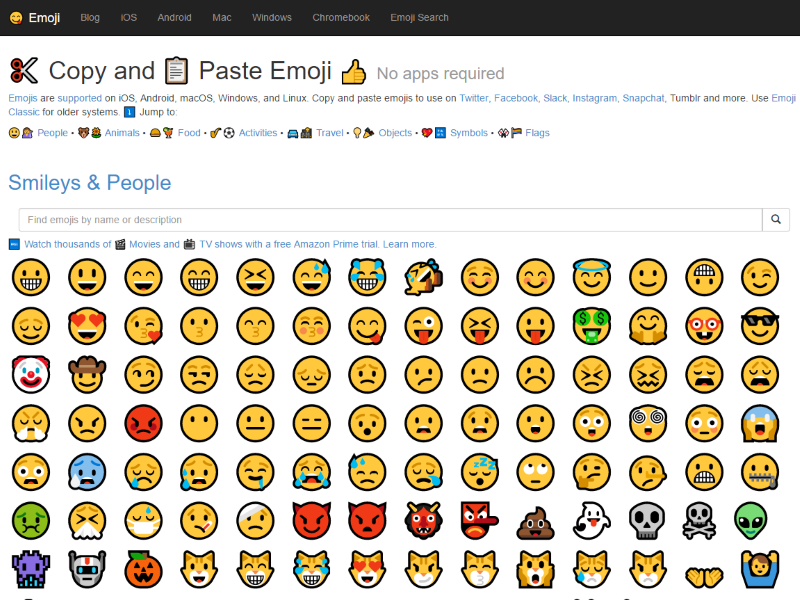 Emoji Blog iOS Android Mac Windows Chromebook Emoji Search
Copy and Paste Emoji No apps required
Emojis are supported on iOS, Android, macOS, Windows, and Linux. Copy and paste emojis to use on Twitter, Facebook, Slack, Instagram, Snapchat, Tumblr and more. Use Emoji
Classic for older systems. Jump to:
People • Animals • Food • Activities • Travel • Objects • Symbols • Flags
Smileys & People
Find emojis by name or description
Watch thousands of Movies and TV shows with a free Amazon Prime trial. Learn more.